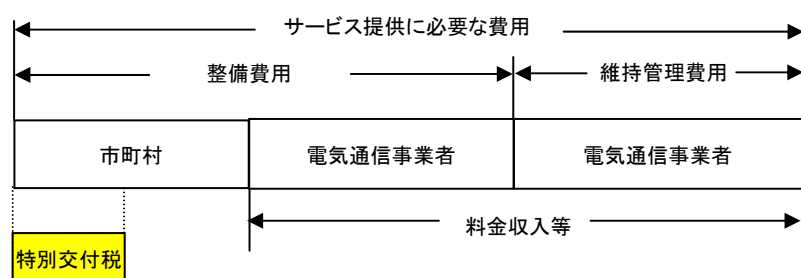 サービス提供に必要な費用
整備費用
維持管理費用
市町村
電気通信事業者
電気通信事業者
料金収入等
特別交付税